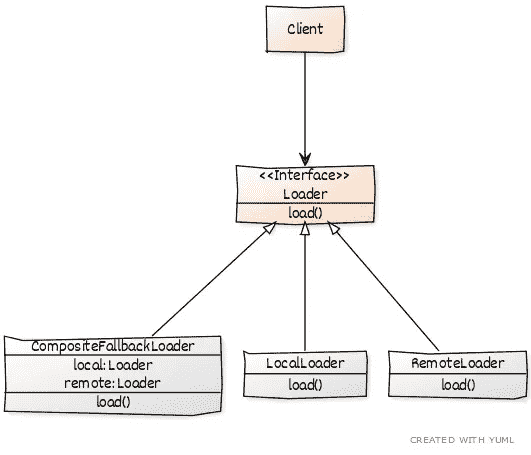 Client
<<Interface>>
Loader
load()
CompositeFallbackLoader
local:Loader
remote:Loader
load()
LocalLoader
load()
RemoteLoader
load()
CREATED WITH YUML